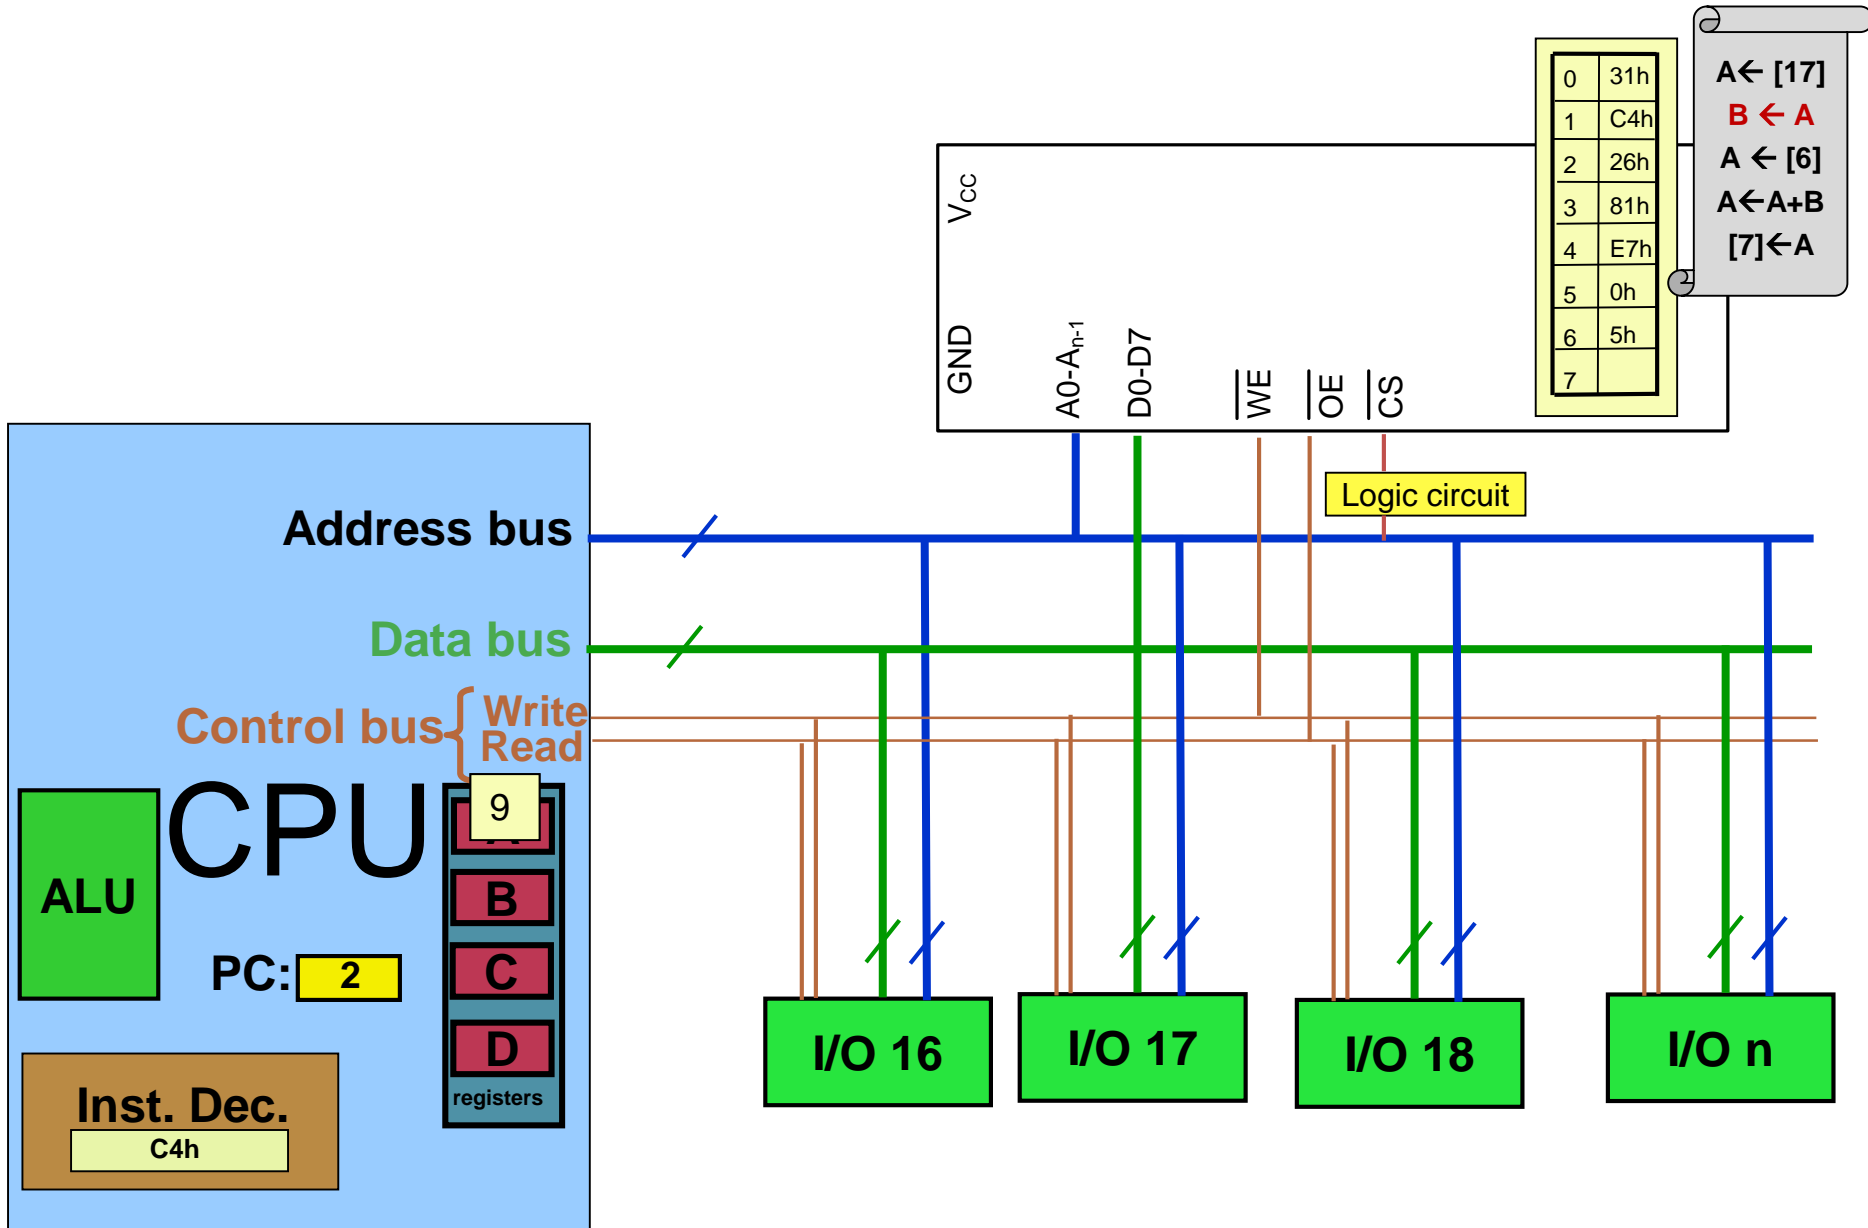 0 31h
1 C4h
2 26h
3 81h
4 E7h
5 0h
6 5h
7
A← [17]
B ← A
A ← [6]
A←A+B
[7]←A
VCC
GND
A0-An-1
D0-D7
WE
OE
CS
Logic circuit
Address bus
Data bus
Control bus
Write
Read
CPU
ALU
9
B
C
D
registers
PC: 2
Inst. Dec.
C4h
I/O 16
I/O 17
I/O 18
I/O n